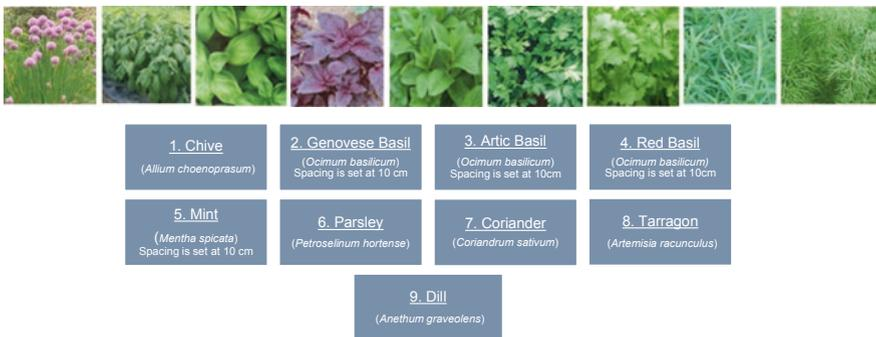 1. Chive
(Allium choenoprasum)
2. Genovese Basil
(Ocimum basilicum)
Spacing is set at 10 cm
3. Artic Basil
(Ocimum basilicum)
Spacing is set at 10cm
4. Red Basil
(Ocimum basilicum)
Spacing is set at 10cm
5. Mint
(Mentha spicata)
Spacing is set at 10 cm
6. Parsley
(Petroselinum hortense)
7. Coriander
(Coriandrum sativum)
8. Tarragon
(Artemisia racunculus)
9. Dill
(Anethum graveolens)